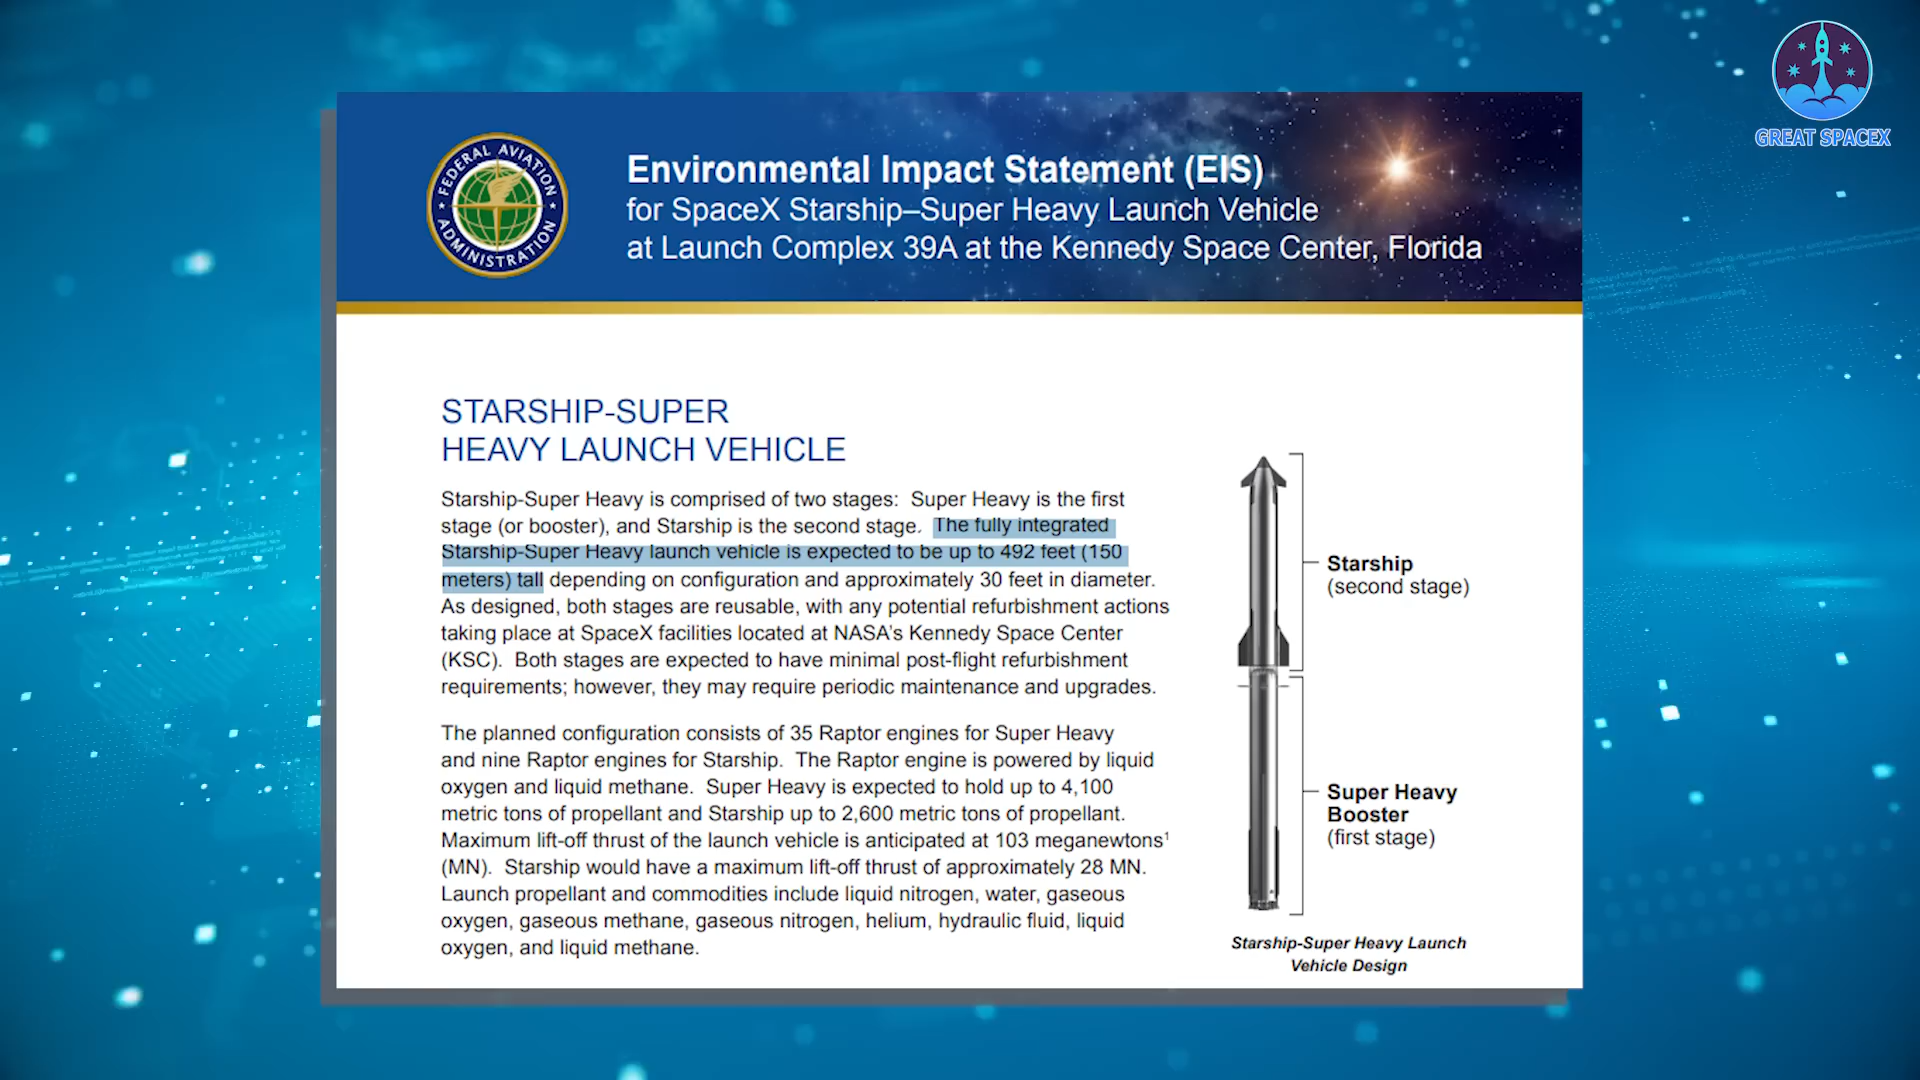 GREAT SPACEX
FEDERAL AVIATION
ADMINISTRATION
Environmental Impact Statement (EIS)
for SpaceX Starship–Super Heavy Launch Vehicle
at Launch Complex 39A at the Kennedy Space Center, Florida
STARSHIP-SUPER
HEAVY LAUNCH VEHICLE
Starship-Super Heavy is comprised of two stages:  Super Heavy is the first
stage (or booster), and Starship is the second stage.  The fully integrated
Starship-Super Heavy launch vehicle is expected to be up to 492 feet (150
meters) tall depending on configuration and approximately 30 feet in diameter.
As designed, both stages are reusable, with any potential refurbishment actions
taking place at SpaceX facilities located at NASA's Kennedy Space Center
(KSC).  Both stages are expected to have minimal post-flight refurbishment
requirements; however, they may require periodic maintenance and upgrades.
The planned configuration consists of 35 Raptor engines for Super Heavy
and nine Raptor engines for Starship.  The Raptor engine is powered by liquid
oxygen and liquid methane.  Super Heavy is expected to hold up to 4,100
metric tons of propellant and Starship up to 2,600 metric tons of propellant.
Maximum lift-off thrust of the launch vehicle is anticipated at 103 meganewtons¹
(MN).  Starship would have a maximum lift-off thrust of approximately 28 MN.
Launch propellant and commodities include liquid nitrogen, water, gaseous
oxygen, gaseous methane, gaseous nitrogen, helium, hydraulic fluid, liquid
oxygen, and liquid methane.
Starship
(second stage)
Super Heavy
Booster
(first stage)
Starship-Super Heavy Launch
Vehicle Design